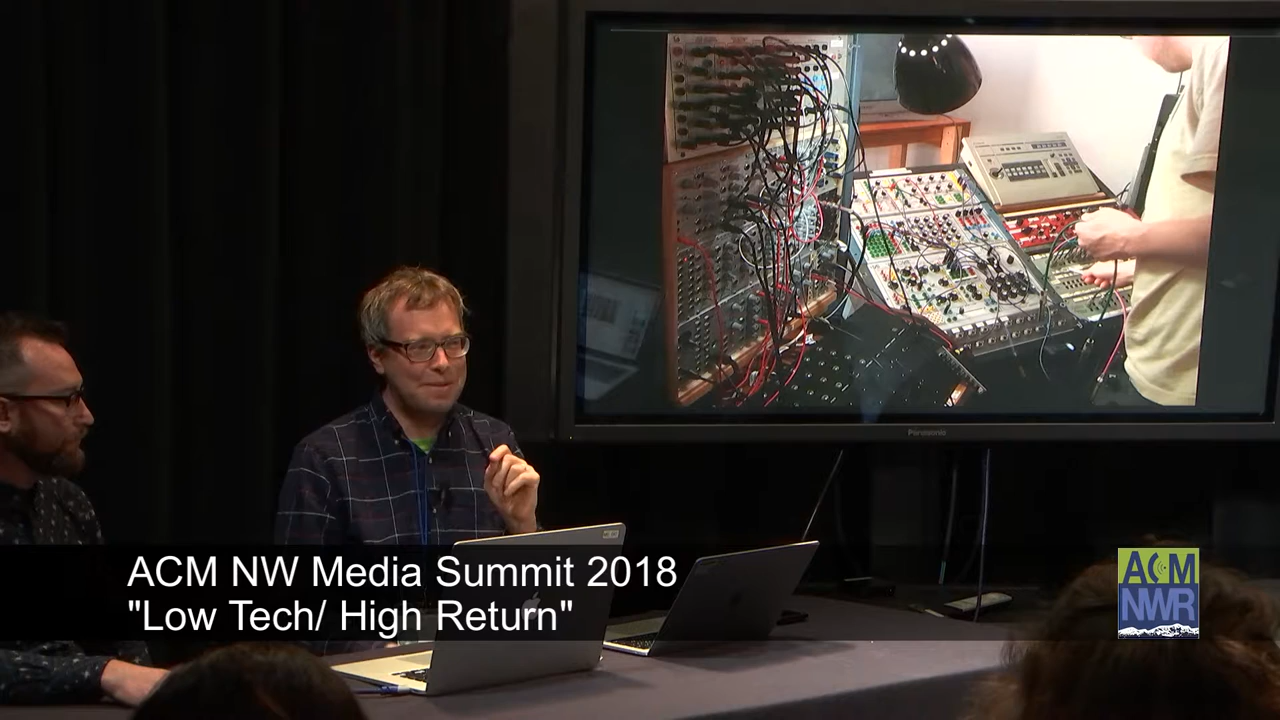 Panasonic
ACM NW Media Summit 2018
"Low Tech/ High Return"
ACM
NWR